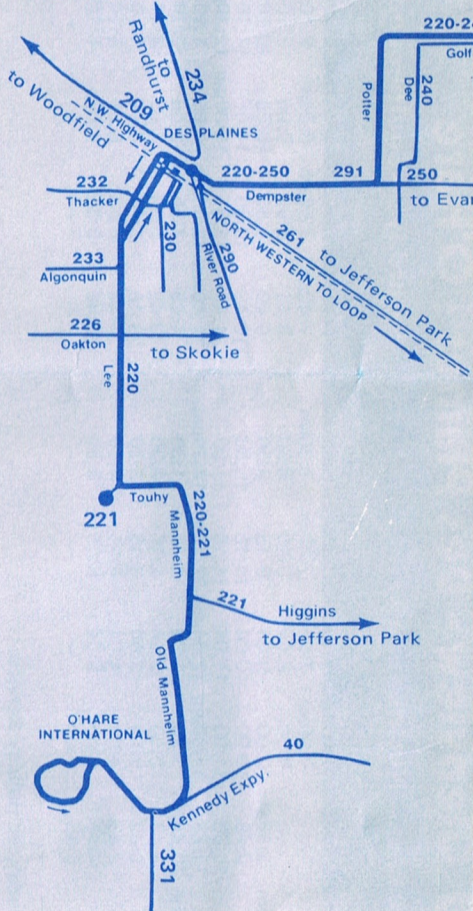 220-2
Golf
to
Randhurst
234
to Woodfield
209
N.W. Highway
DES PLAINES
Potter
Dee
240
220-250
291
250
Dempster
to Evan
232
Thacker
230
290
River Road
261
to Jefferson Park
NORTH WESTERN TO LOOP
233
Algonquin
226
Oakton
to Skokie
Lee
220
Touhy
221
220-221
Mannheim
221
Higgins
to Jefferson Park
Old Mannheim
O'HARE
INTERNATIONAL
40
Kennedy Expy.
331